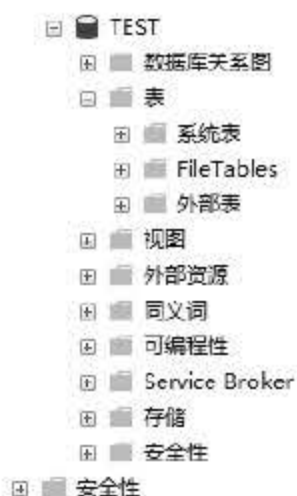 TEST
数据库关系图
表
系统表
FileTables
外部表
视图
外部资源
同义词
可编程性
Service Broker
存储
安全性
安全性